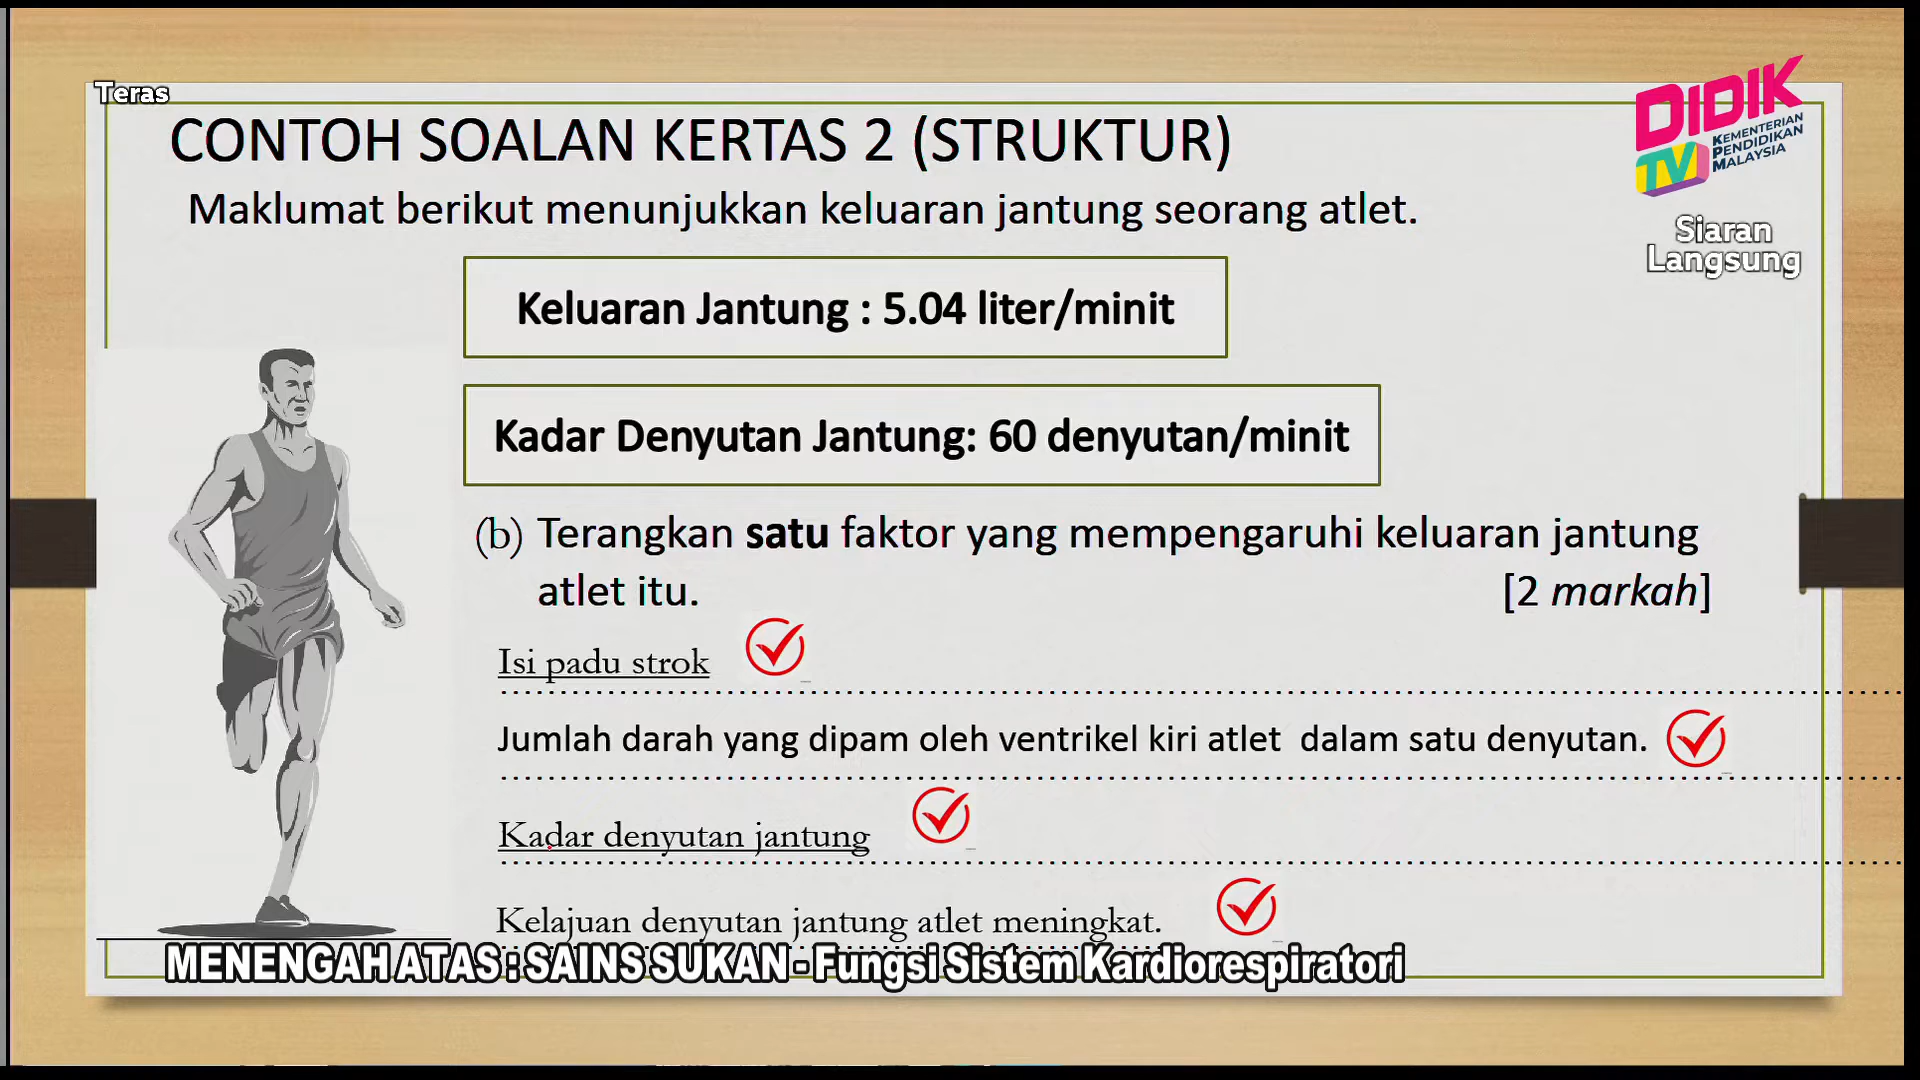 Teras
CONTOH SOALAN KERTAS 2 (STRUKTUR)
DIDIK
TV
KEMENTERIAN
PENDIDIKAN
MALAYSIA
Siaran
Langsung
Maklumat berikut menunjukkan keluaran jantung seorang atlet.
Keluaran Jantung : 5.04 liter/minit
Kadar Denyutan Jantung: 60 denyutan/minit
(b) Terangkan satu faktor yang mempengaruhi keluaran jantung
atlet itu. [2 markah]
Isi padu strok
Jumlah darah yang dipam oleh ventrikel kiri atlet dalam satu denyutan.
Kadar denyutan jantung
Kelajuan denyutan jantung atlet meningkat.
MENENGAH ATAS : SAINS SUKAN - Fungsi Sistem Kardiorespiratori